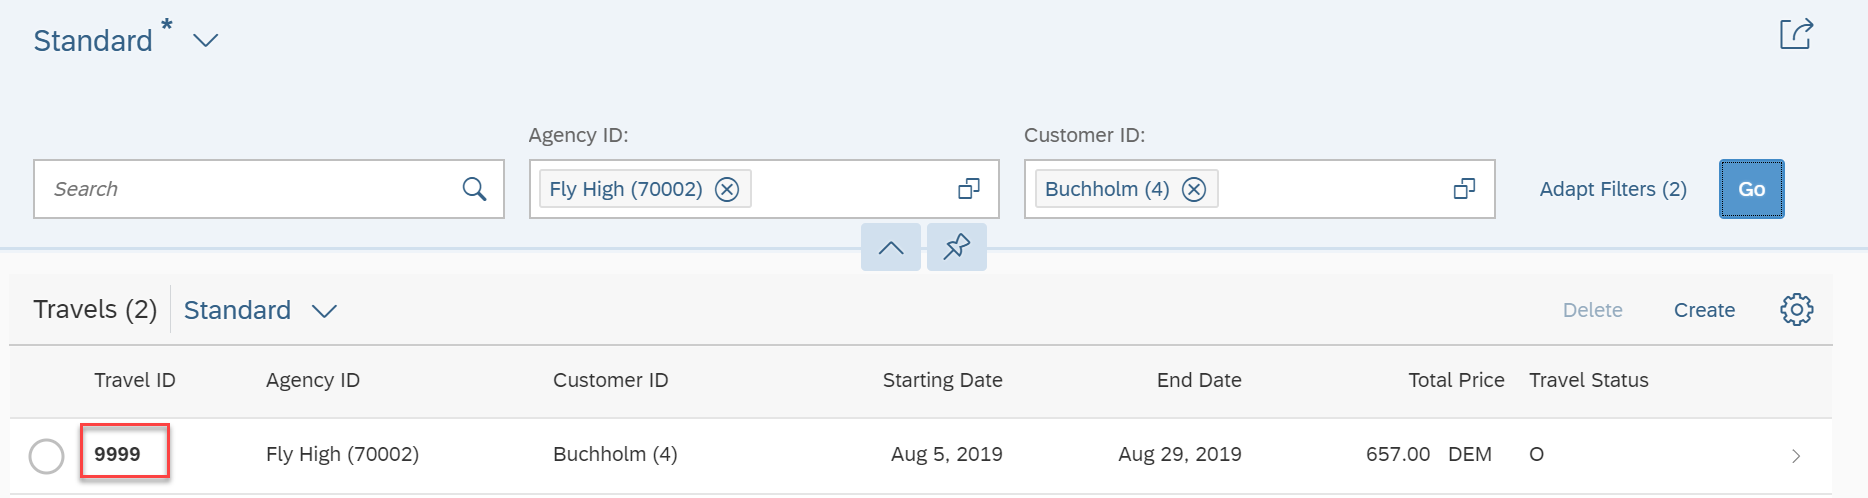 Standard *
Agency ID: Customer ID:
Search Fly High (70002) Buchholm (4) Adapt Filters (2) Go
Travels (2) Standard Delete Create
Travel ID Agency ID Customer ID Starting Date End Date Total Price Travel Status
9999 Fly High (70002) Buchholm (4) Aug 5, 2019 Aug 29, 2019 657.00 DEM O